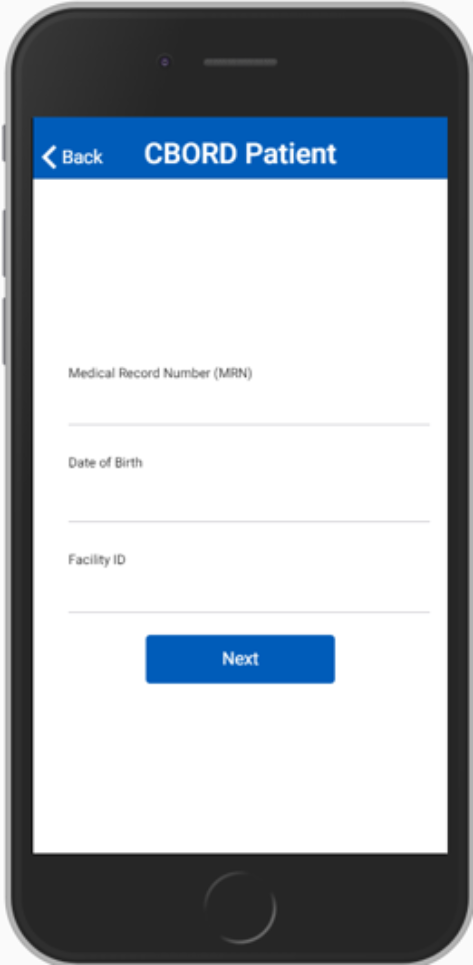 Back CBORD Patient
Medical Record Number (MRN)
Date of Birth
Facility ID
Next